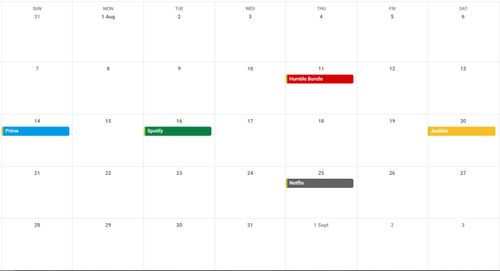 SUN MON TUE WED THU FRI SAT
31 1 Aug 2 3 4 5 6
7 8 9 10 11 12 13
Humble Bundle
14 15 16 17 18 19 20
Prime Spotify Audible
21 22 23 24 25 26 27
Netflix
28 29 30 31 1 Sept 2 3